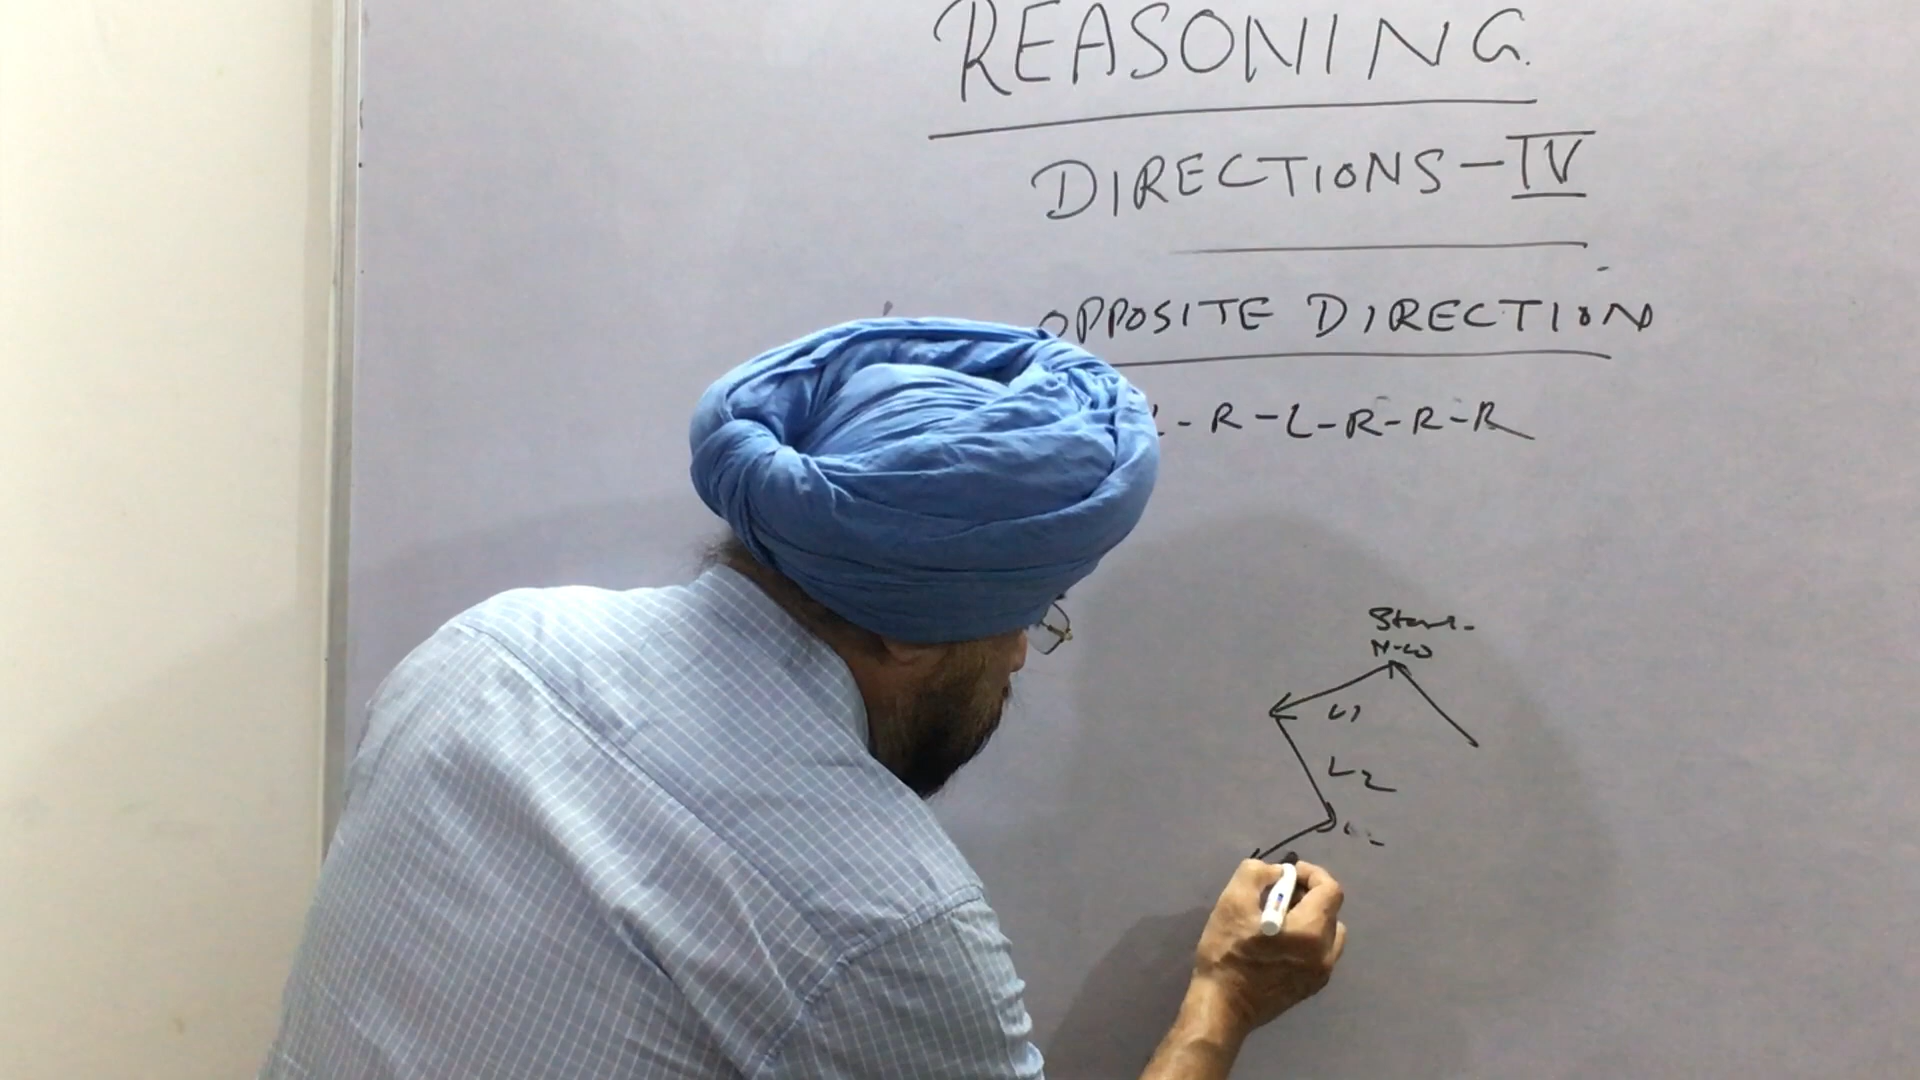 REASONING.
DIRECTIONS-IV
OPPOSITE DIRECTION
L-R-L-R-R-R
Start-
N-W
L1
L2